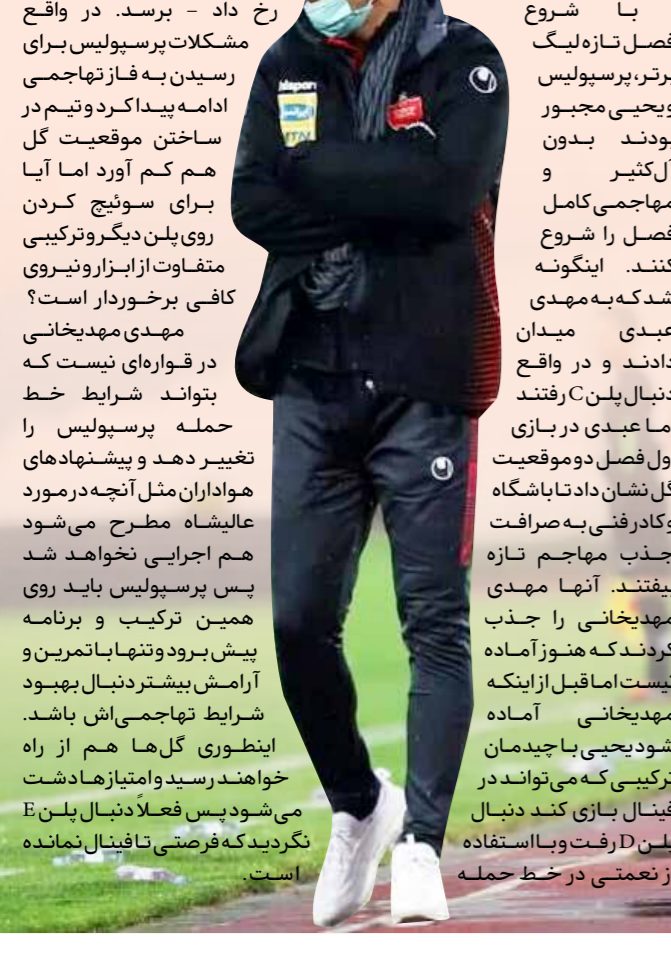 با شروع
فصل تازه لیگ
برتر، پرسپولیس
ویحیی مجبور
بودند بدون
آل‌کثیر و
مهاجمی کامل
فصل را شروع
کنند. اینگونه
شد که به مهدی
عبدی میدان
دادند و در واقع
دنبال پلن C رفتند
اما عبدی در بازی
اول فصل دو موقعیت
گل نشان داد تا باشگاه
وکادر فنی به صرافت
جذب مهاجم تازه
بیفتند. آنها مهدی
مهدیخانی را جذب
کردند که هنوز آماده
نیست اما قبل از اینکه
مهدیخانی آماده
شود یحیی با چیدمان
ترکیبی که می‌تواند در
فینال بازی کند دنبال
پلن D رفت و با استفاده
از نعمتی در خط حمله
رخ داد – برسد. در واقع
مشکلات پرسپولیس برای
رسیدن به فاز تهاجمی
ادامه پیدا کرد و تیم در
ساختن موقعیت گل
هم کم آورد اما آیا
برای سوئیچ کردن
روی پلن دیگر و ترکیبی
متفاوت از ابزار و نیروی
کافی برخوردار است؟
مهدی مهدیخانی
در قواره‌ای نیست که
بتواند شرایط خط
حمله پرسپولیس را
تغییر دهد و پیشنهادهای
هواداران مثل آنچه در مورد
عالیشاه مطرح می‌شود
هم اجرایی نخواهد شد
پس پرسپولیس باید روی
همین ترکیب و برنامه
پیش برود و تنها با تمرین و
آرامش بیشتر دنبال بهبود
شرایط تهاجمی‌اش باشد.
اینطوری گل‌ها هم از راه
خواهند رسید و امتیازها دشت
می‌شود پس فعلاً دنبال پلن E
نگردید که فرصتی تا فینال نمانده
است.